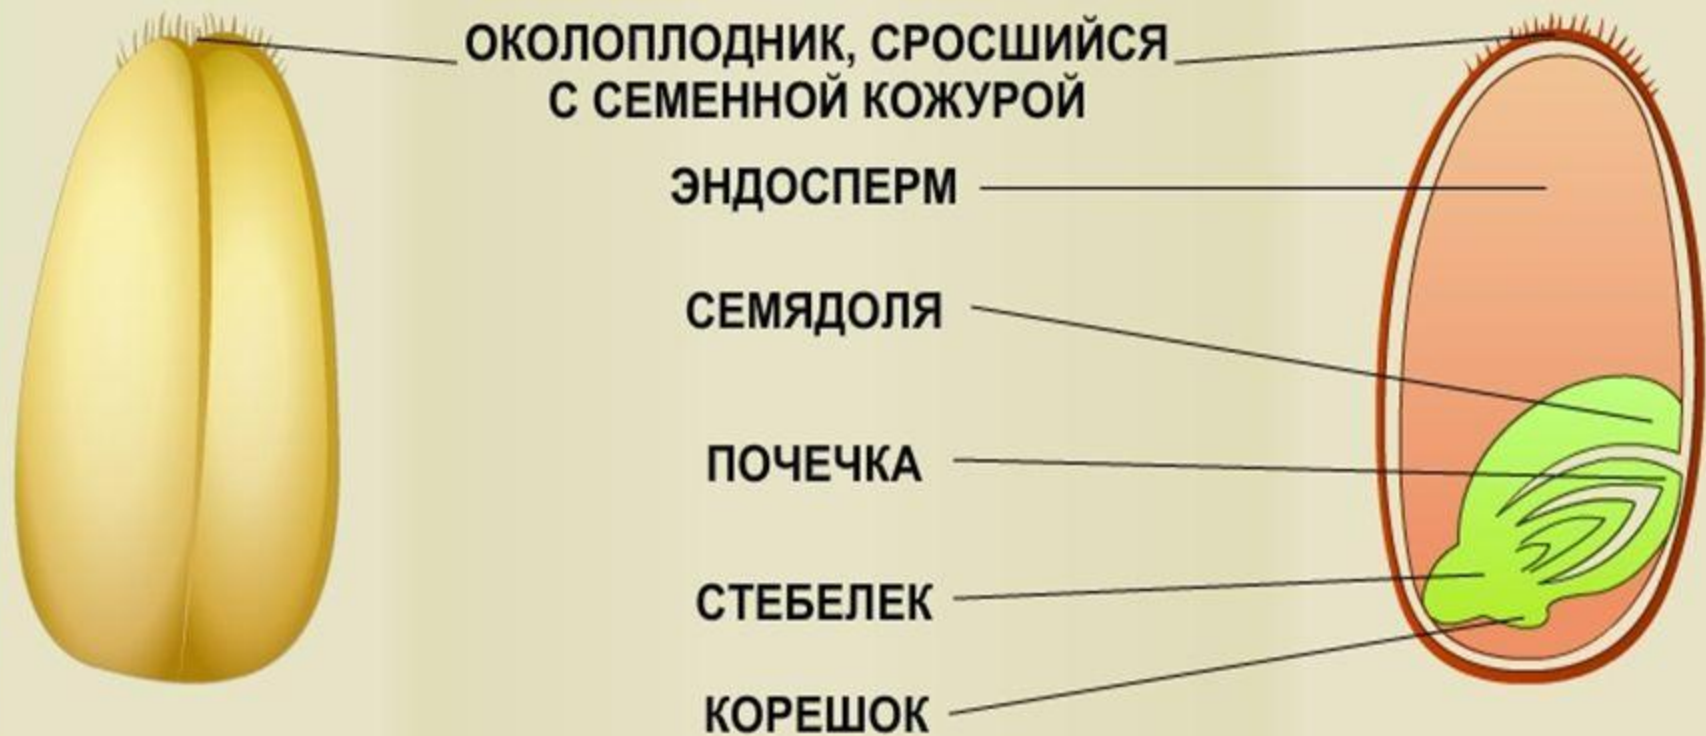 ОКОЛОПЛОДНИК, СРОСШИЙСЯ
С СЕМЕННОЙ КОЖУРОЙ
ЭНДОСПЕРМ
СЕМЯДОЛЯ
ПОЧЕЧКА
СТЕБЕЛЕК
КОРЕШОК